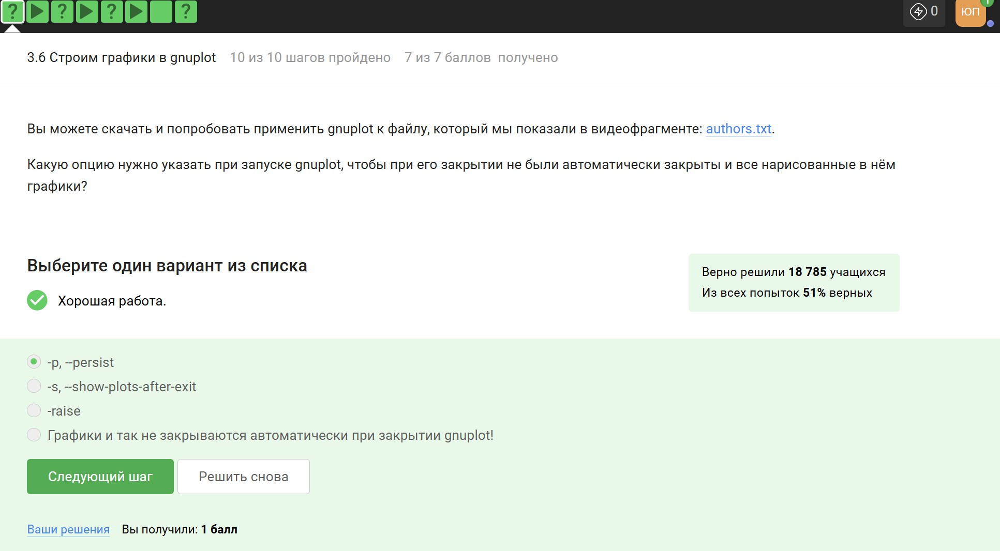 ? ? ? ?
0
ЮП
3.6 Строим графики в gnuplot 10 из 10 шагов пройдено 7 из 7 баллов получено
Вы можете скачать и попробовать применить gnuplot к файлу, который мы показали в видеофрагменте: authors.txt.
Какую опцию нужно указать при запуске gnuplot, чтобы при его закрытии не были автоматически закрыты и все нарисованные в нём
графики?
Выберите один вариант из списка
Хорошая работа.
Верно решили 18 785 учащихся
Из всех попыток 51% верных
-p, --persist
-s, --show-plots-after-exit
-raise
Графики и так не закрываются автоматически при закрытии gnuplot!
Следующий шаг
Решить снова
Ваши решения Вы получили: 1 балл